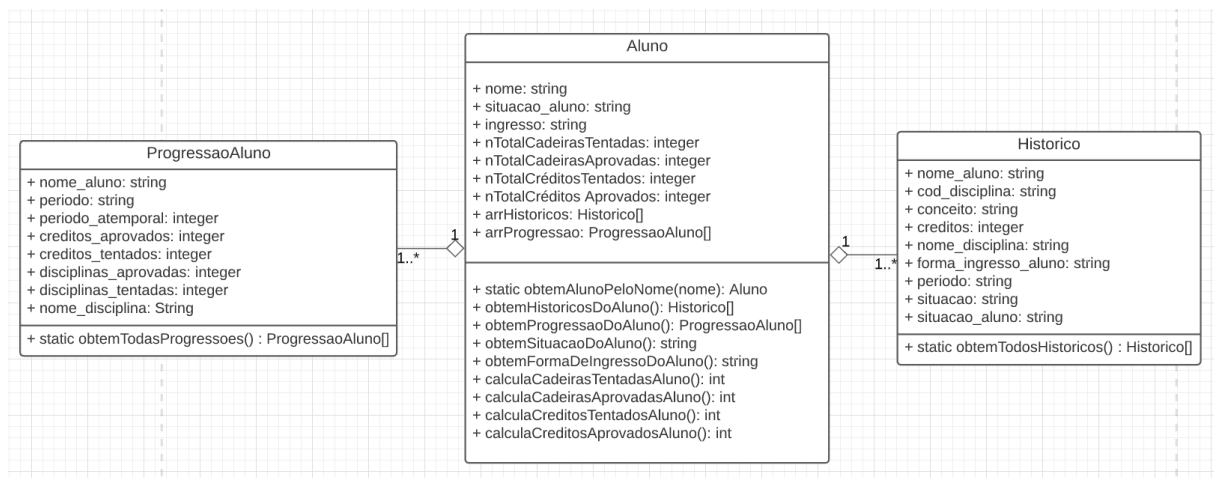 ProgressaoAluno
+ nome_aluno: string
+ periodo: string
+ periodo_atemporal: integer
+ creditos_aprovados: integer
+ creditos_tentados: integer
+ disciplinas_aprovadas: integer
+ disciplinas_tentadas: integer
+ nome_disciplina: String
+ static obtemTodasProgressoes() : ProgressaoAluno[]
1..*
1
Aluno
+ nome: string
+ situacao_aluno: string
+ ingresso: string
+ nTotalCadeirasTentadas: integer
+ nTotalCadeirasAprovadas: integer
+ nTotalCréditosTentados: integer
+ nTotalCréditos Aprovados: integer
+ arrHistoricos: Historico[]
+ arrProgressao: ProgressaoAluno[]
+ static obtemAlunoPeloNome(nome): Aluno
+ obtemHistoricosDoAluno(): Historico[]
+ obtemProgressaoDoAluno(): ProgressaoAluno[]
+ obtemSituacaoDoAluno(): string
+ obtemFormaDeIngressoDoAluno(): string
+ calculaCadeirasTentadasAluno(): int
+ calculaCadeirasAprovadasAluno(): int
+ calculaCreditosTentadosAluno(): int
+ calculaCreditosAprovadosAluno(): int
1
1..*
Historico
+ nome_aluno: string
+ cod_disciplina: string
+ conceito: string
+ creditos: integer
+ nome_disciplina: string
+ forma_ingresso_aluno: string
+ periodo: string
+ situacao: string
+ situacao_aluno: string
+ static obtemTodosHistoricos() : Historico[]